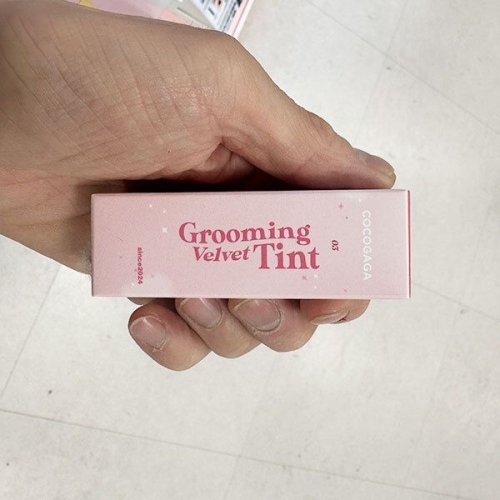 since2024
Grooming
Velvet Tint
03
COCOGAGA